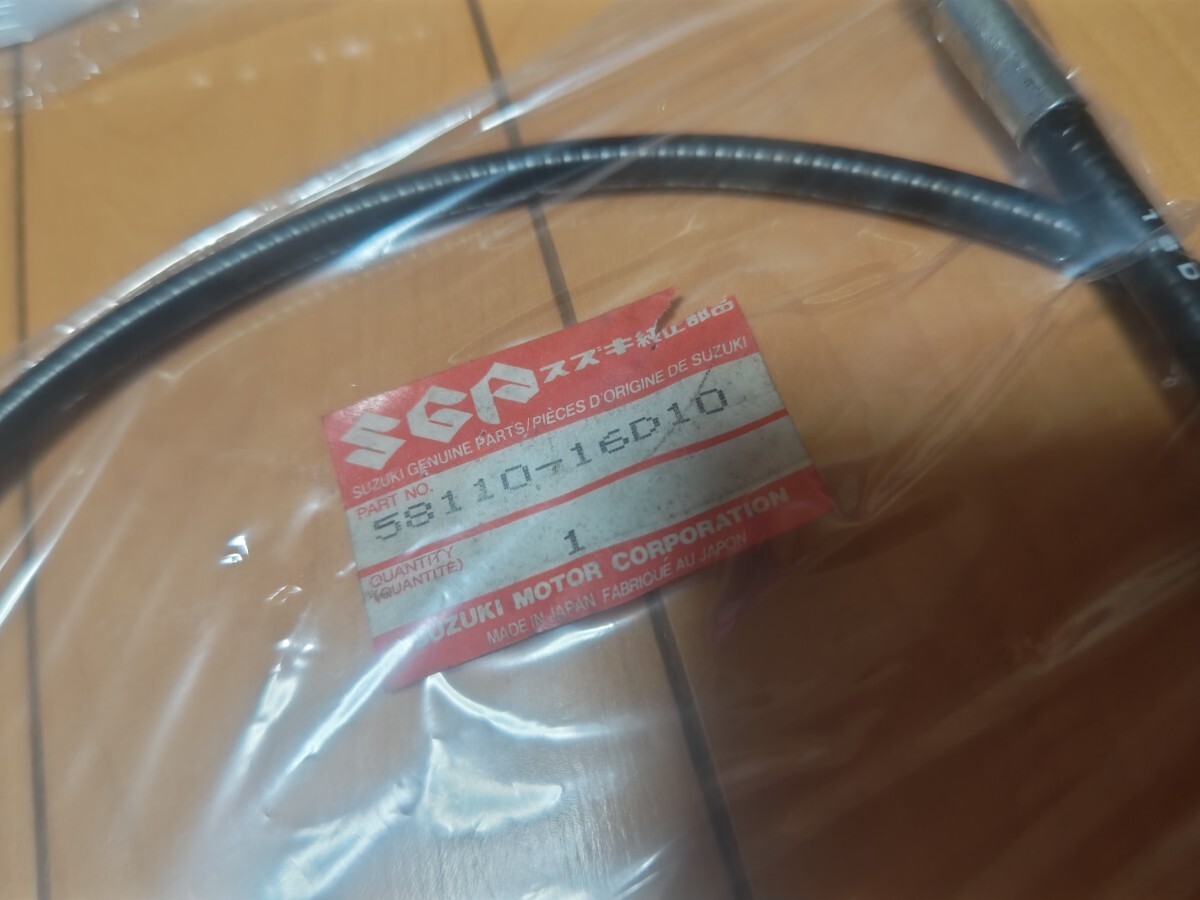 SGP スズキ純正部品
SUZUKI GENUINE PARTS/PIÈCES D'ORIGINE DE SUZUKI
PART NO.
58110-16D10
QUANTITY
(QUANTITÉ)
1
SUZUKI MOTOR CORPORATION
MADE IN JAPAN FABRIQUÉ AU JAPON